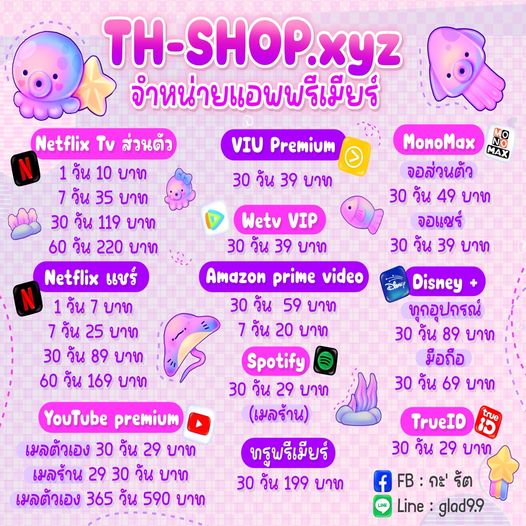 TH-SHOP.xyz
จำหน่ายแอพพรีเมียร์
Netflix Tv ส่วนตัว
1 วัน 10 บาท
7 วัน 35 บาท
30 วัน 119 บาท
60 วัน 220 บาท
Netflix แชร์
1 วัน 7 บาท
7 วัน 25 บาท
30 วัน 89 บาท
60 วัน 169 บาท
YouTube premium
เมลตัวเอง 30 วัน 29 บาท
เมลร้าน 29 30 วัน บาท
เมลตัวเอง 365 วัน 590 บาท
VIU Premium
30 วัน 39 บาท
Wetv VIP
30 วัน 39 บาท
Amazon prime video
30 วัน 59 บาท
7 วัน 20 บาท
Spotify
30 วัน 29 บาท
(เมลร้าน)
ทรูพรีเมียร์
30 วัน 199 บาท
MonoMax
MONO
MAX
จอส่วนตัว
30 วัน 49 บาท
จอแชร์
30 วัน 39 บาท
Disney +
Disney
ทุกอุปกรณ์
30 วัน 89 บาท
มือถือ
30 วัน 69 บาท
TrueID
true
iD
30 วัน 29 บาท
FB : กะ' รัต
Line : glad9.9